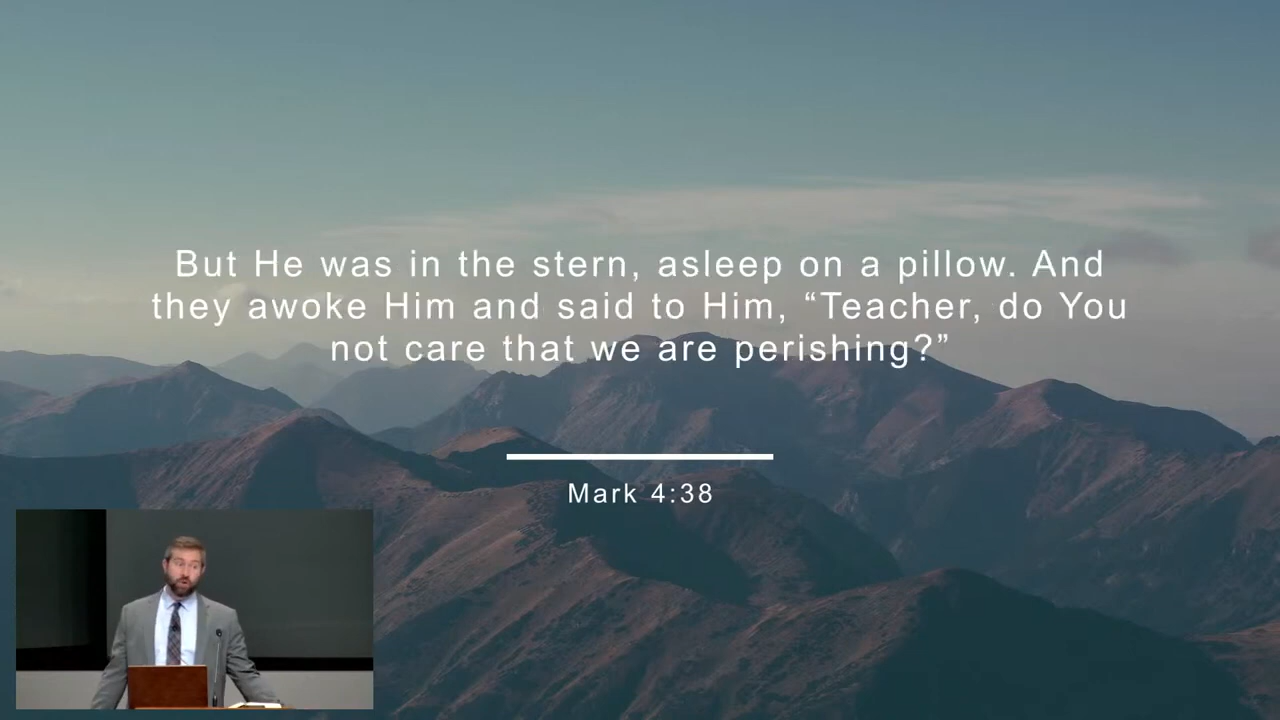 But He was in the stern, asleep on a pillow. And
they awoke Him and said to Him, “Teacher, do You
not care that we are perishing?”
Mark 4:38